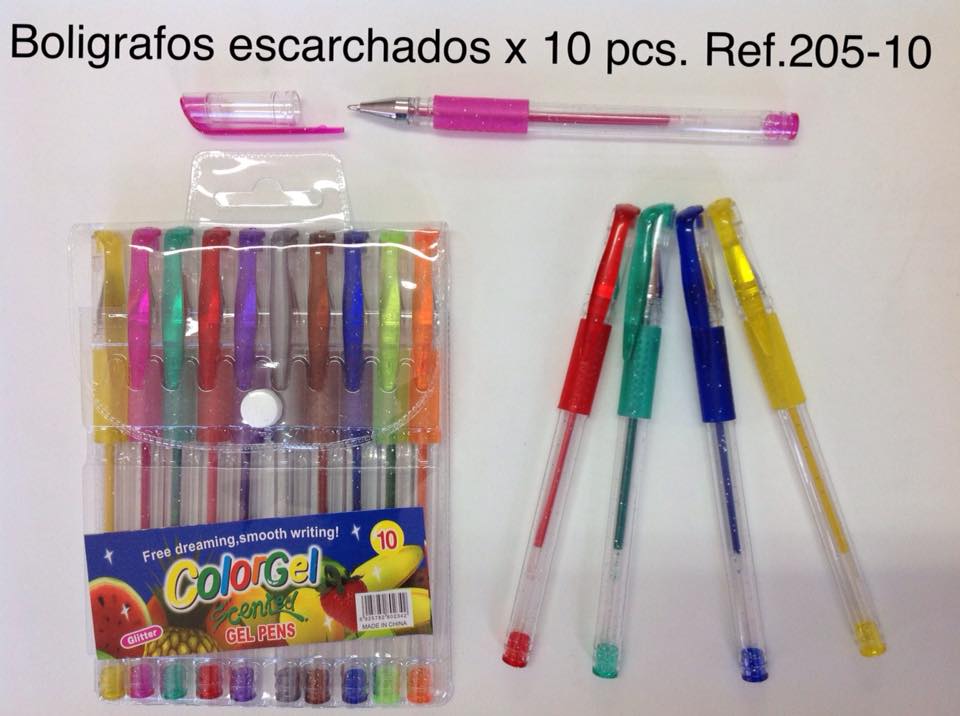 Boligrafos escarchados x 10 pcs. Ref.205-10
Free dreaming,smooth writing!
10
ColorGel
Scented
GEL PENS
Glitter
MADE IN CHINA